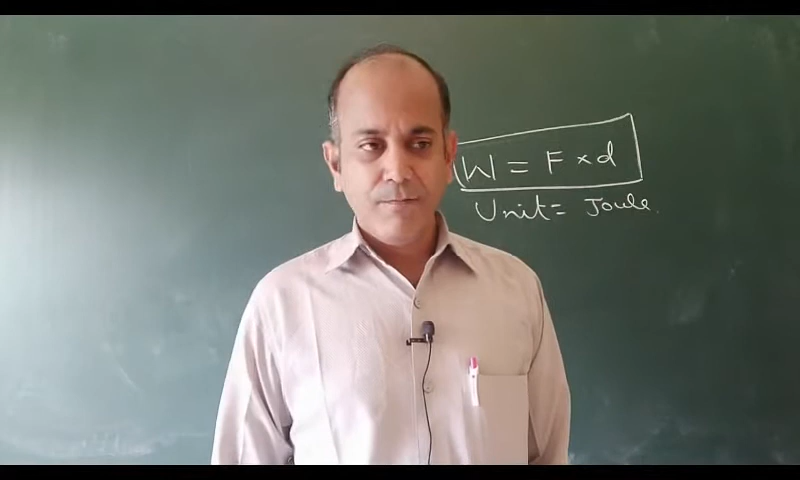 W = F × d
Unit = Joule